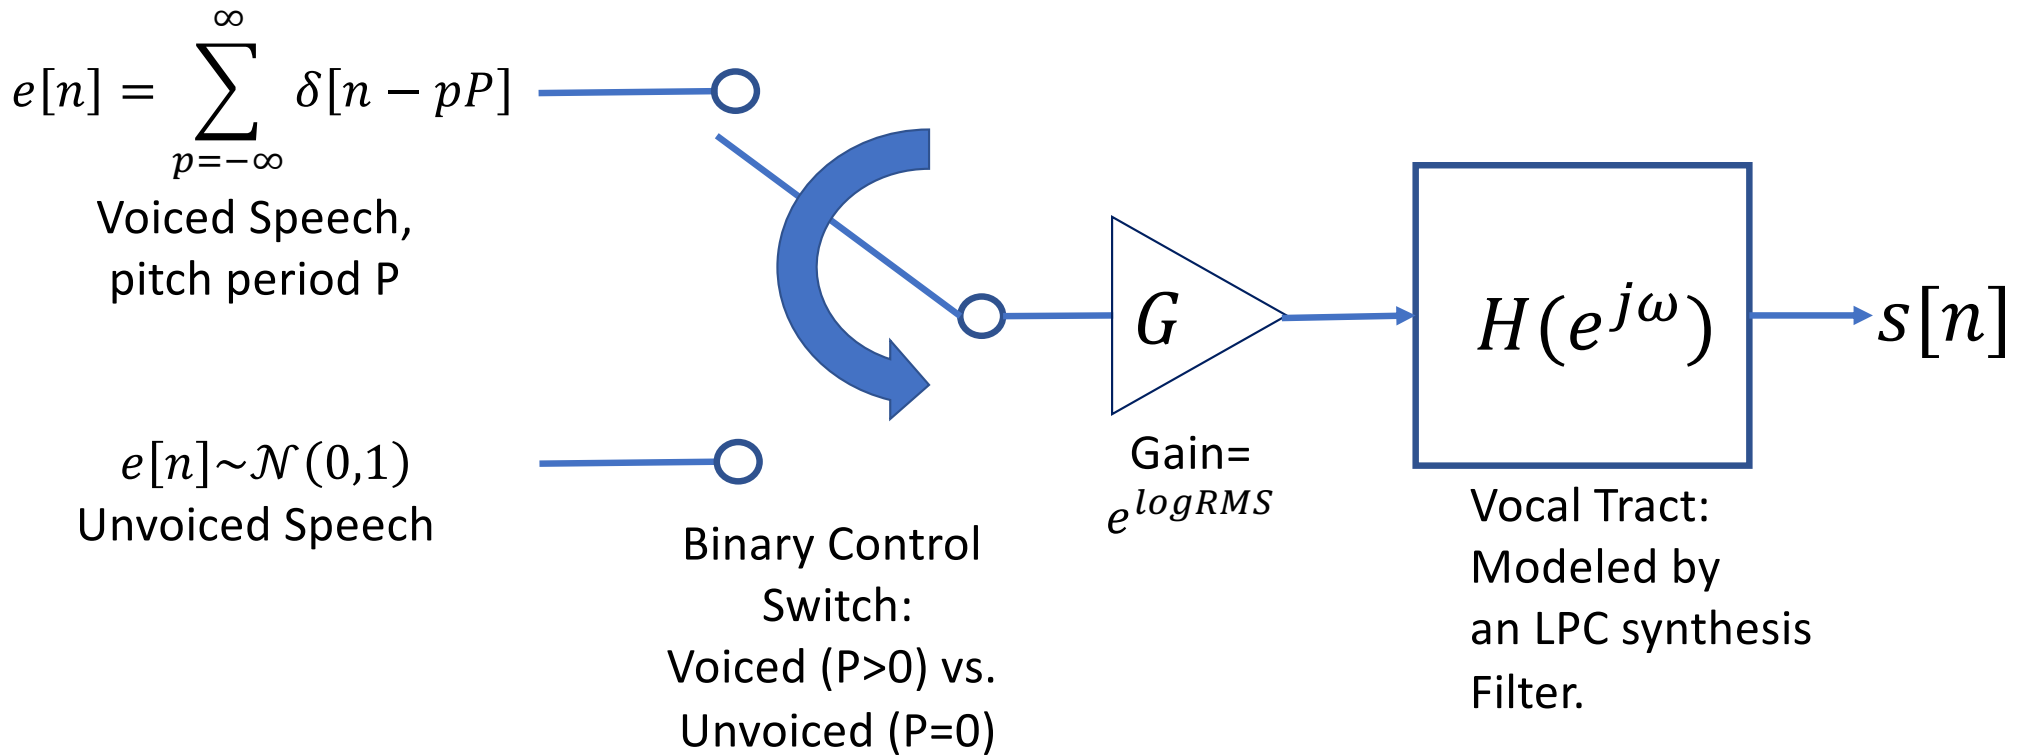 e[n] = ∑_{p=−∞}^{∞} δ[n − pP]
Voiced Speech,
pitch period P
e[n]~𝒩(0,1)
Unvoiced Speech
Binary Control
Switch:
Voiced (P>0) vs.
Unvoiced (P=0)
G
Gain=
e^{logRMS}
H(e^{jω})
Vocal Tract:
Modeled by
an LPC synthesis
Filter.
s[n]